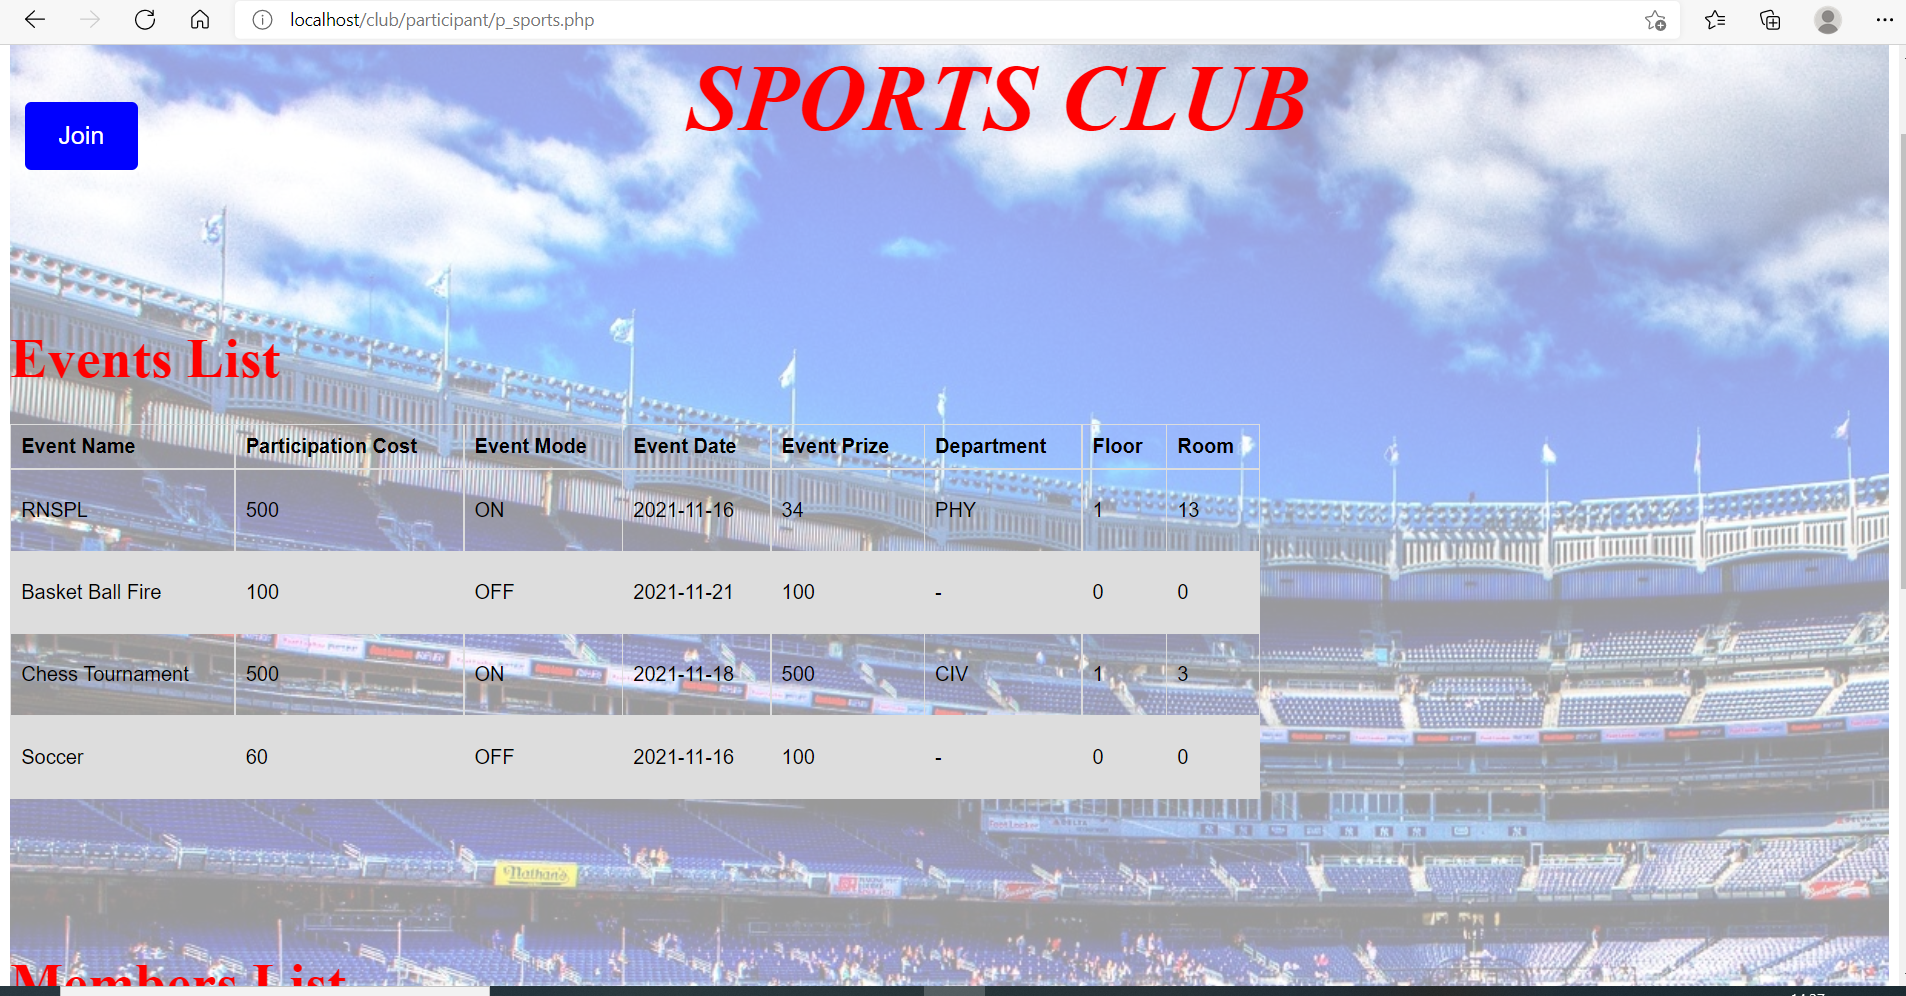 localhost/club/participant/p_sports.php
SPORTS CLUB
Join
Events List
Event Name Participation Cost Event Mode Event Date Event Prize Department Floor Room
RNSPL 500 ON 2021-11-16 34 PHY 1 13
Basket Ball Fire 100 OFF 2021-11-21 100 - 0 0
Chess Tournament 500 ON 2021-11-18 500 CIV 1 3
Soccer 60 OFF 2021-11-16 100 - 0 0
Nathan's
Members List